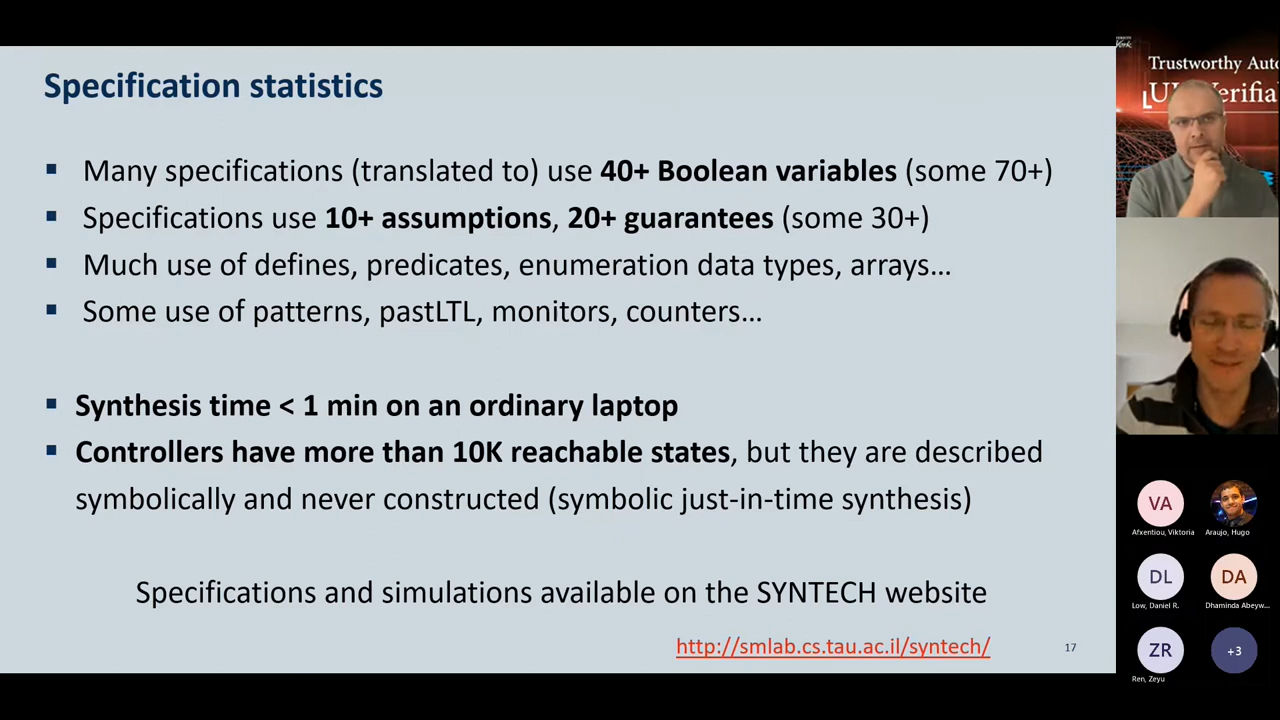 Specification statistics
▪ Many specifications (translated to) use 40+ Boolean variables (some 70+)
▪ Specifications use 10+ assumptions, 20+ guarantees (some 30+)
▪ Much use of defines, predicates, enumeration data types, arrays…
▪ Some use of patterns, pastLTL, monitors, counters…
▪ Synthesis time < 1 min on an ordinary laptop
▪ Controllers have more than 10K reachable states, but they are described
symbolically and never constructed (symbolic just-in-time synthesis)
Specifications and simulations available on the SYNTECH website
http://smlab.cs.tau.ac.il/syntech/
17
Trustworthy Auto
VA
Afxentiou, Viktoria
Araujo, Hugo
DL
Low, Daniel R.
DA
Dhaminda Abeyw...
ZR
Ren, Zeyu
+3